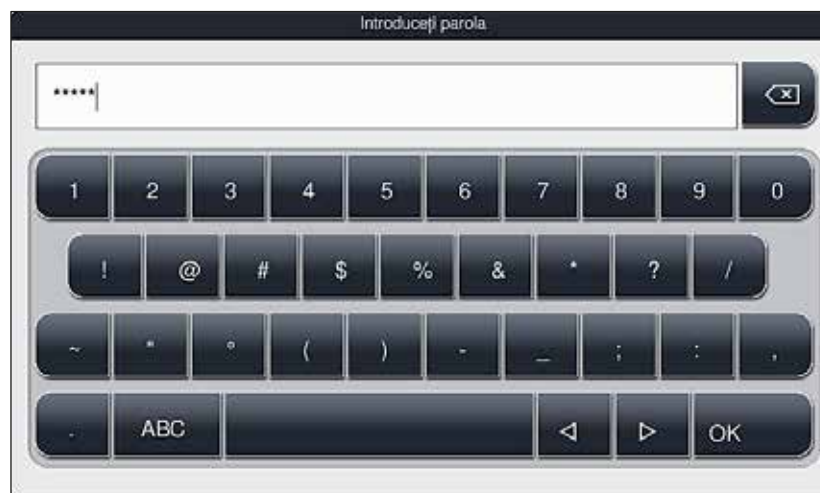 Introduceți parola
*****
1 2 3 4 5 6 7 8 9 0
! @ # $ % & * ? /
~ " ° ( ) - _ ; : ,
. ABC OK